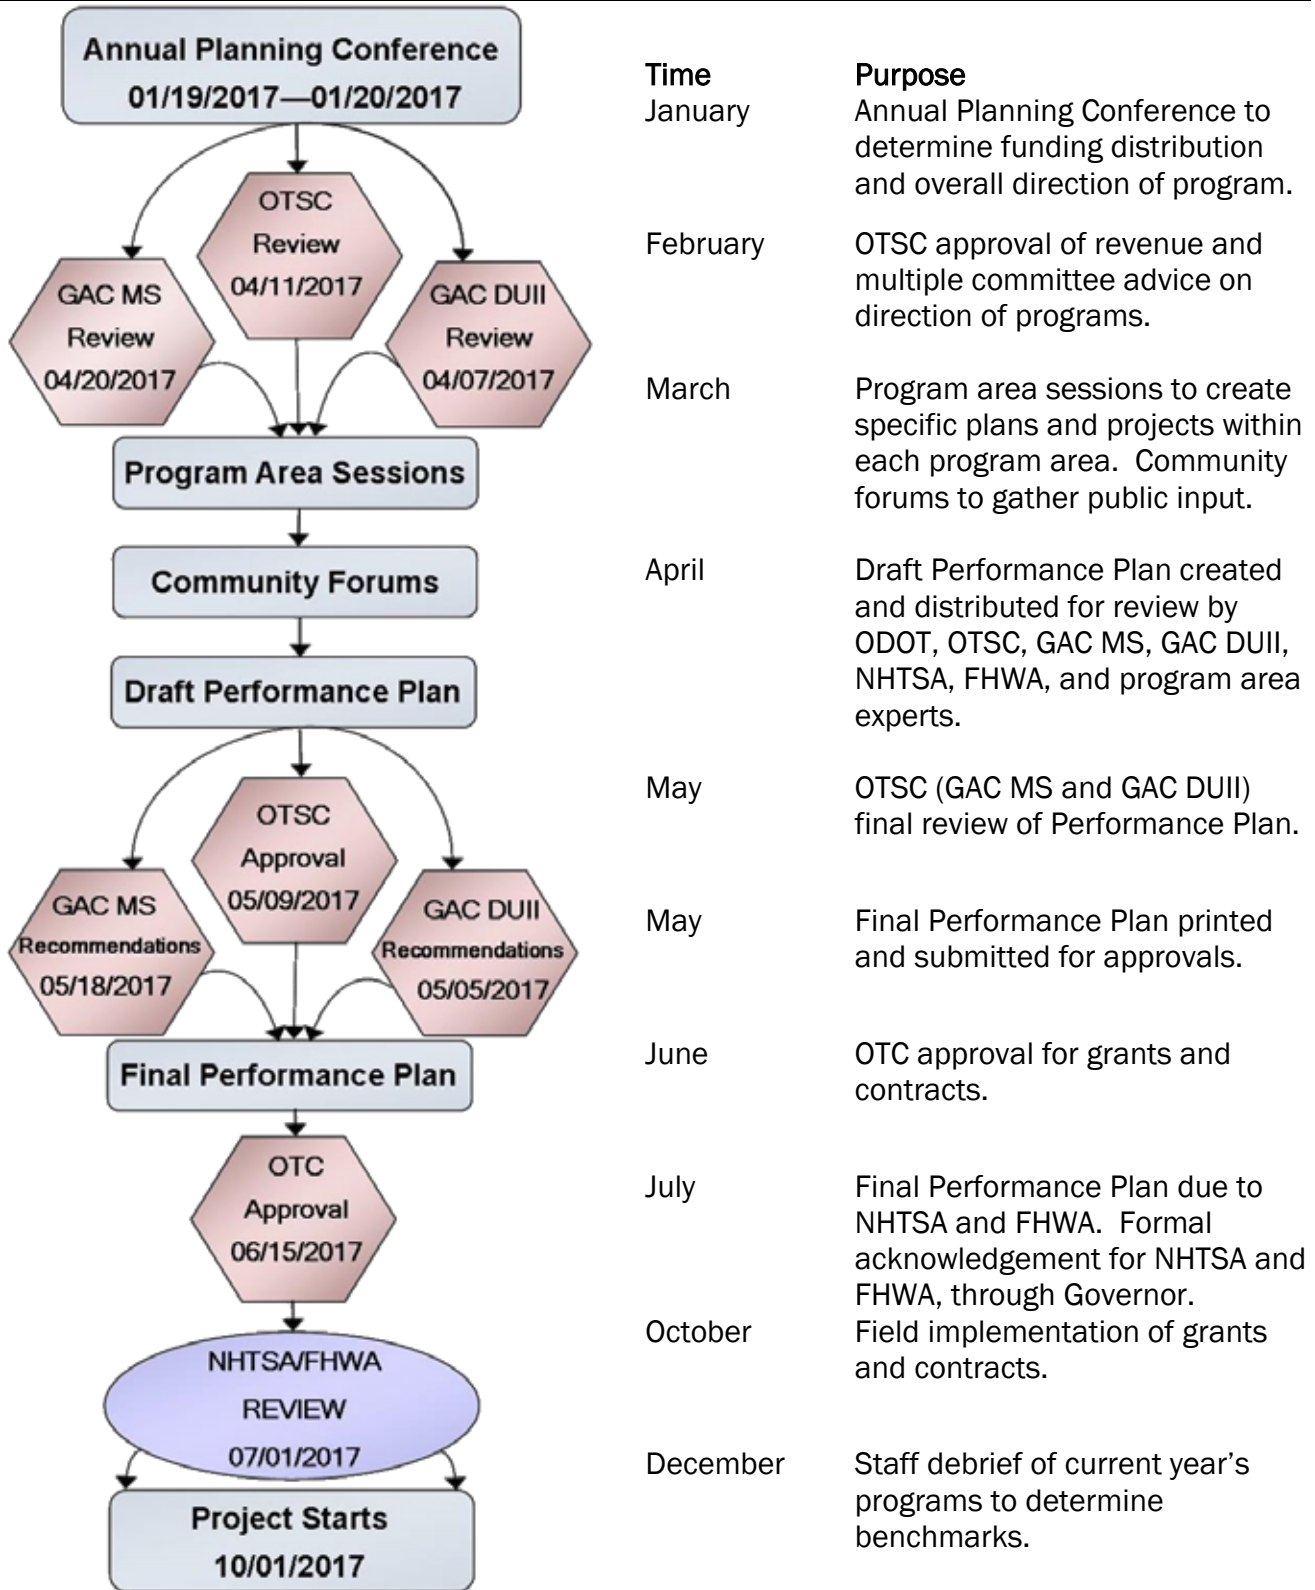 Annual Planning Conference
01/19/2017—01/20/2017
OTSC
Review
04/11/2017
GAC MS
Review
04/20/2017
GAC DUII
Review
04/07/2017
Program Area Sessions
Community Forums
Draft Performance Plan
OTSC
Approval
05/09/2017
GAC MS
Recommendations
05/18/2017
GAC DUII
Recommendations
05/05/2017
Final Performance Plan
OTC
Approval
06/15/2017
NHTSA/FHWA
REVIEW
07/01/2017
Project Starts
10/01/2017
Time Purpose
January Annual Planning Conference to
determine funding distribution
and overall direction of program.
February OTSC approval of revenue and
multiple committee advice on
direction of programs.
March Program area sessions to create
specific plans and projects within
each program area. Community
forums to gather public input.
April Draft Performance Plan created
and distributed for review by
ODOT, OTSC, GAC MS, GAC DUII,
NHTSA, FHWA, and program area
experts.
May OTSC (GAC MS and GAC DUII)
final review of Performance Plan.
May Final Performance Plan printed
and submitted for approvals.
June OTC approval for grants and
contracts.
July Final Performance Plan due to
NHTSA and FHWA. Formal
acknowledgement for NHTSA and
FHWA, through Governor.
October Field implementation of grants
and contracts.
December Staff debrief of current year's
programs to determine
benchmarks.